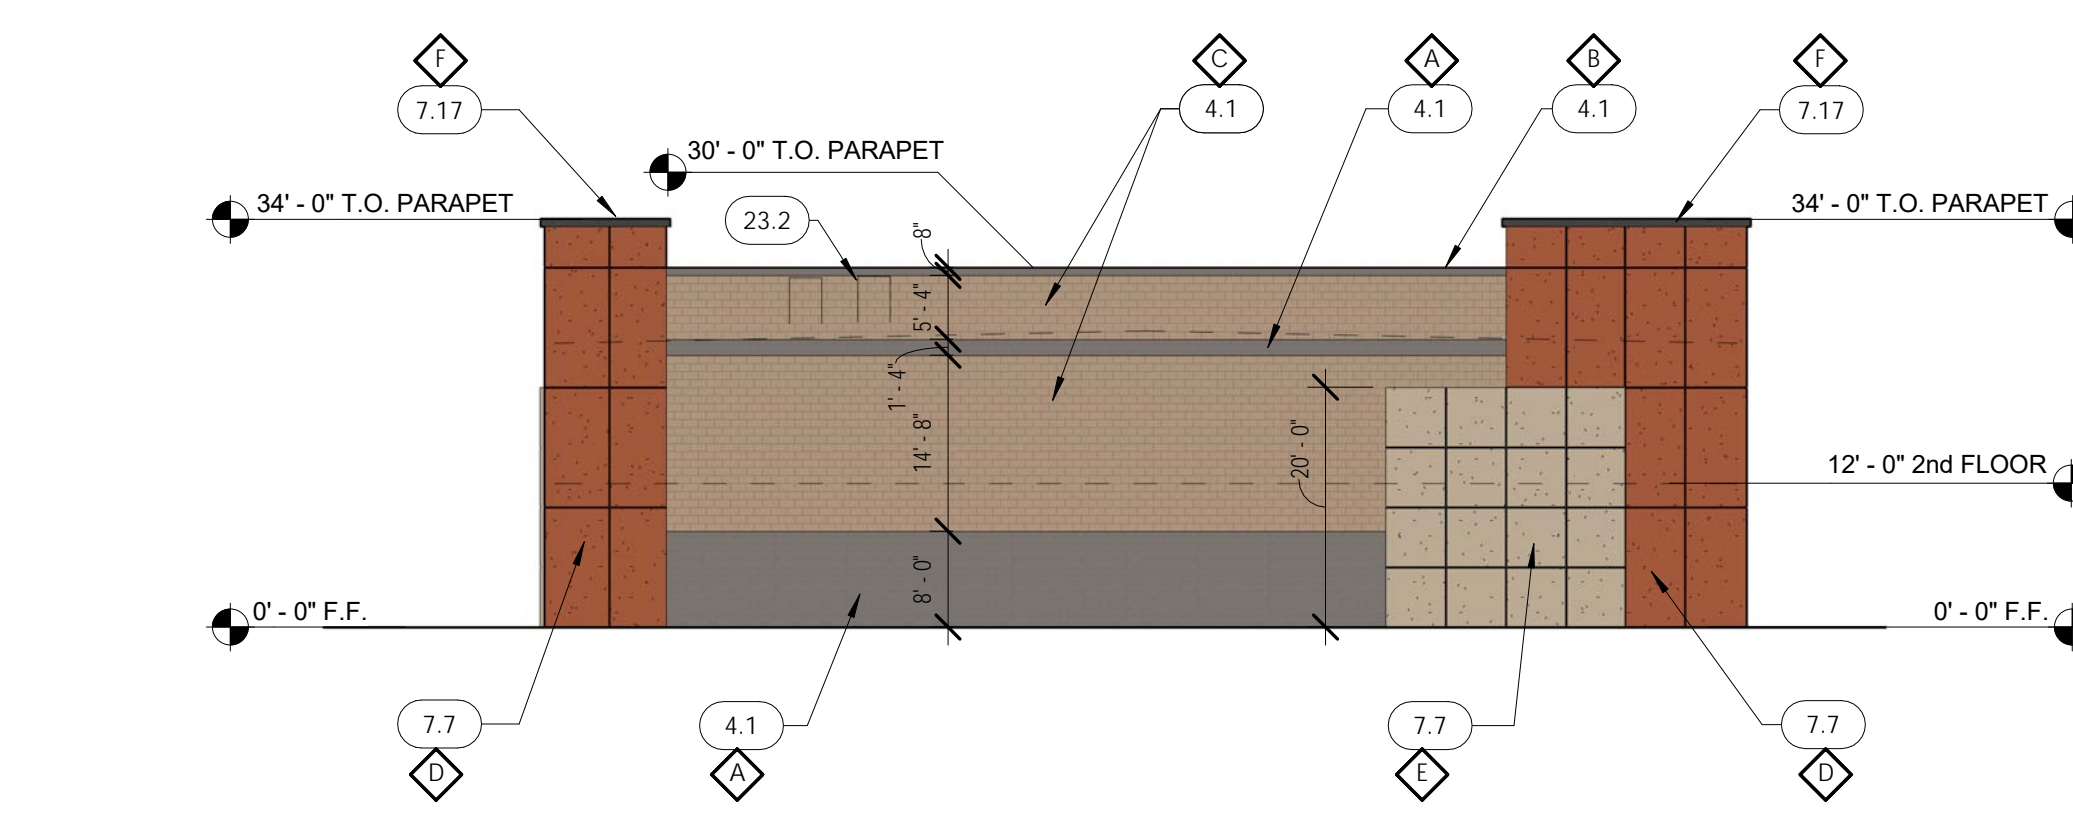 F
C
A
B
F
7.17
4.1
4.1
4.1
7.17
30' - 0" T.O. PARAPET
34' - 0" T.O. PARAPET
23.2
34' - 0" T.O. PARAPET
8"
5' - 4"
1' - 4"
14' - 8"
20' - 0"
12' - 0" 2nd FLOOR
8' - 0"
0' - 0" F.F.
0' - 0" F.F.
7.7
4.1
7.7
7.7
D
A
E
D